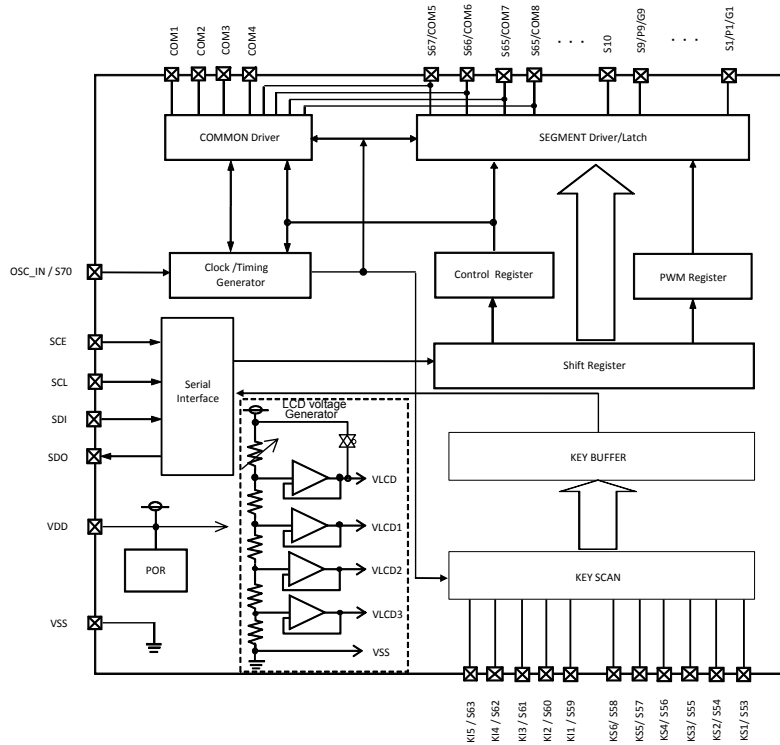 COM1
COM2
COM3
COM4
S67/COM5
S66/COM6
S65/COM7
S65/COM8
. . .
S10
S9/P9/G9
. . .
S1/P1/G1
COMMON Driver
SEGMENT Driver/Latch
OSC_IN / S70
Clock /Timing
Generator
Control Register
PWM Register
SCE
SCL
SDI
SDO
Serial
Interface
Shift Register
LCD voltage
Generator
KEY BUFFER
VLCD
VLCD1
VLCD2
VLCD3
VSS
VDD
POR
VSS
KEY SCAN
KI5 / S63
KI4 / S62
KI3 / S61
KI2 / S60
KI1 / S59
KS6/ S58
KS5/ S57
KS4/ S56
KS3/ S55
KS2/ S54
KS1/ S53